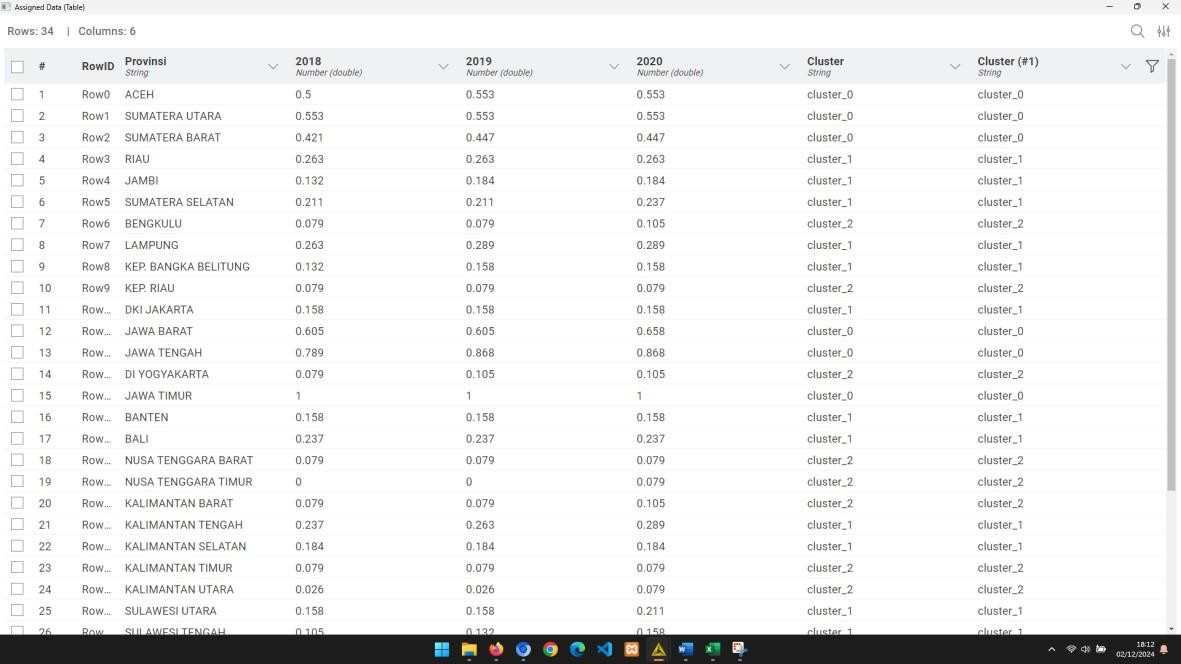 Assigned Data (Table)
Rows: 34 | Columns: 6
# RowID Provinsi 2018 2019 2020 Cluster Cluster (#1)
String Number (double) Number (double) Number (double) String String
1 Row0 ACEH 0.5 0.553 0.553 cluster_0 cluster_0
2 Row1 SUMATERA UTARA 0.553 0.553 0.553 cluster_0 cluster_0
3 Row2 SUMATERA BARAT 0.421 0.447 0.447 cluster_0 cluster_0
4 Row3 RIAU 0.263 0.263 0.263 cluster_1 cluster_1
5 Row4 JAMBI 0.132 0.184 0.184 cluster_1 cluster_1
6 Row5 SUMATERA SELATAN 0.211 0.211 0.237 cluster_1 cluster_1
7 Row6 BENGKULU 0.079 0.079 0.105 cluster_2 cluster_2
8 Row7 LAMPUNG 0.263 0.289 0.289 cluster_1 cluster_1
9 Row8 KEP. BANGKA BELITUNG 0.132 0.158 0.158 cluster_1 cluster_1
10 Row9 KEP. RIAU 0.079 0.079 0.079 cluster_2 cluster_2
11 Row... DKI JAKARTA 0.158 0.158 0.158 cluster_1 cluster_1
12 Row... JAWA BARAT 0.605 0.605 0.658 cluster_0 cluster_0
13 Row... JAWA TENGAH 0.789 0.868 0.868 cluster_0 cluster_0
14 Row... DI YOGYAKARTA 0.079 0.105 0.105 cluster_2 cluster_2
15 Row... JAWA TIMUR 1 1 1 cluster_0 cluster_0
16 Row... BANTEN 0.158 0.158 0.158 cluster_1 cluster_1
17 Row... BALI 0.237 0.237 0.237 cluster_1 cluster_1
18 Row... NUSA TENGGARA BARAT 0.079 0.079 0.079 cluster_2 cluster_2
19 Row... NUSA TENGGARA TIMUR 0 0 0.079 cluster_2 cluster_2
20 Row... KALIMANTAN BARAT 0.079 0.079 0.105 cluster_2 cluster_2
21 Row... KALIMANTAN TENGAH 0.237 0.263 0.289 cluster_1 cluster_1
22 Row... KALIMANTAN SELATAN 0.184 0.184 0.184 cluster_1 cluster_1
23 Row... KALIMANTAN TIMUR 0.079 0.079 0.079 cluster_2 cluster_2
24 Row... KALIMANTAN UTARA 0.026 0.026 0.079 cluster_2 cluster_2
25 Row... SULAWESI UTARA 0.158 0.158 0.211 cluster_1 cluster_1
26 Row... SULAWESI TENGAH 0.105 0.132 0.158 cluster_1 cluster_1
18:12
02/12/2024